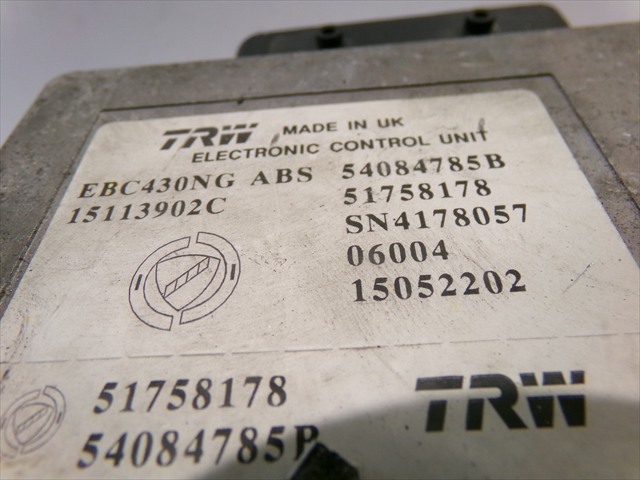 TRW MADE IN UK
ELECTRONIC CONTROL UNIT
EBC430NG ABS 54084785B
15113902C 51758178
SN4178057
06004
15052202
51758178 TRW
54084785B